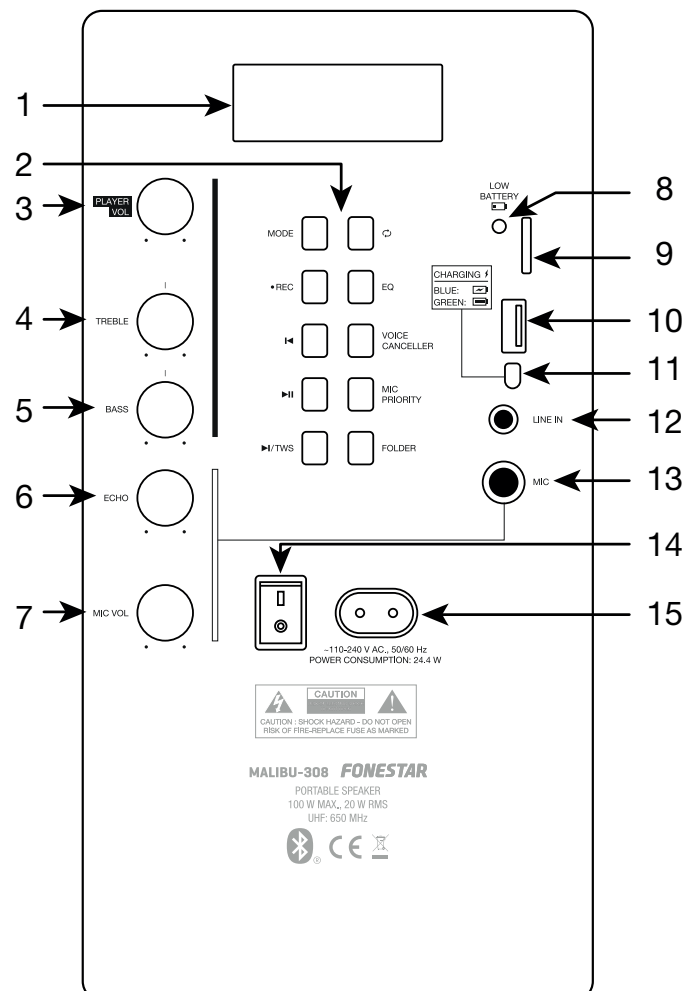 1
2
3
4
5
6
7
8
9
10
11
12
13
14
15
PLAYER
VOL
TREBLE
BASS
ECHO
MIC VOL
MODE
•REC
EQ
VOICE
CANCELLER
MIC
PRIORITY
/TWS
FOLDER
LOW
BATTERY
CHARGING
BLUE:
GREEN:
LINE IN
MIC
~110-240 V AC., 50/60 Hz
POWER CONSUMPTION: 24.4 W
CAUTION
CAUTION : SHOCK HAZARD - DO NOT OPEN
RISK OF FIRE-REPLACE FUSE AS MARKED
MALIBU-308 FONESTAR
PORTABLE SPEAKER
100 W MAX., 20 W RMS
UHF: 650 MHz
CE